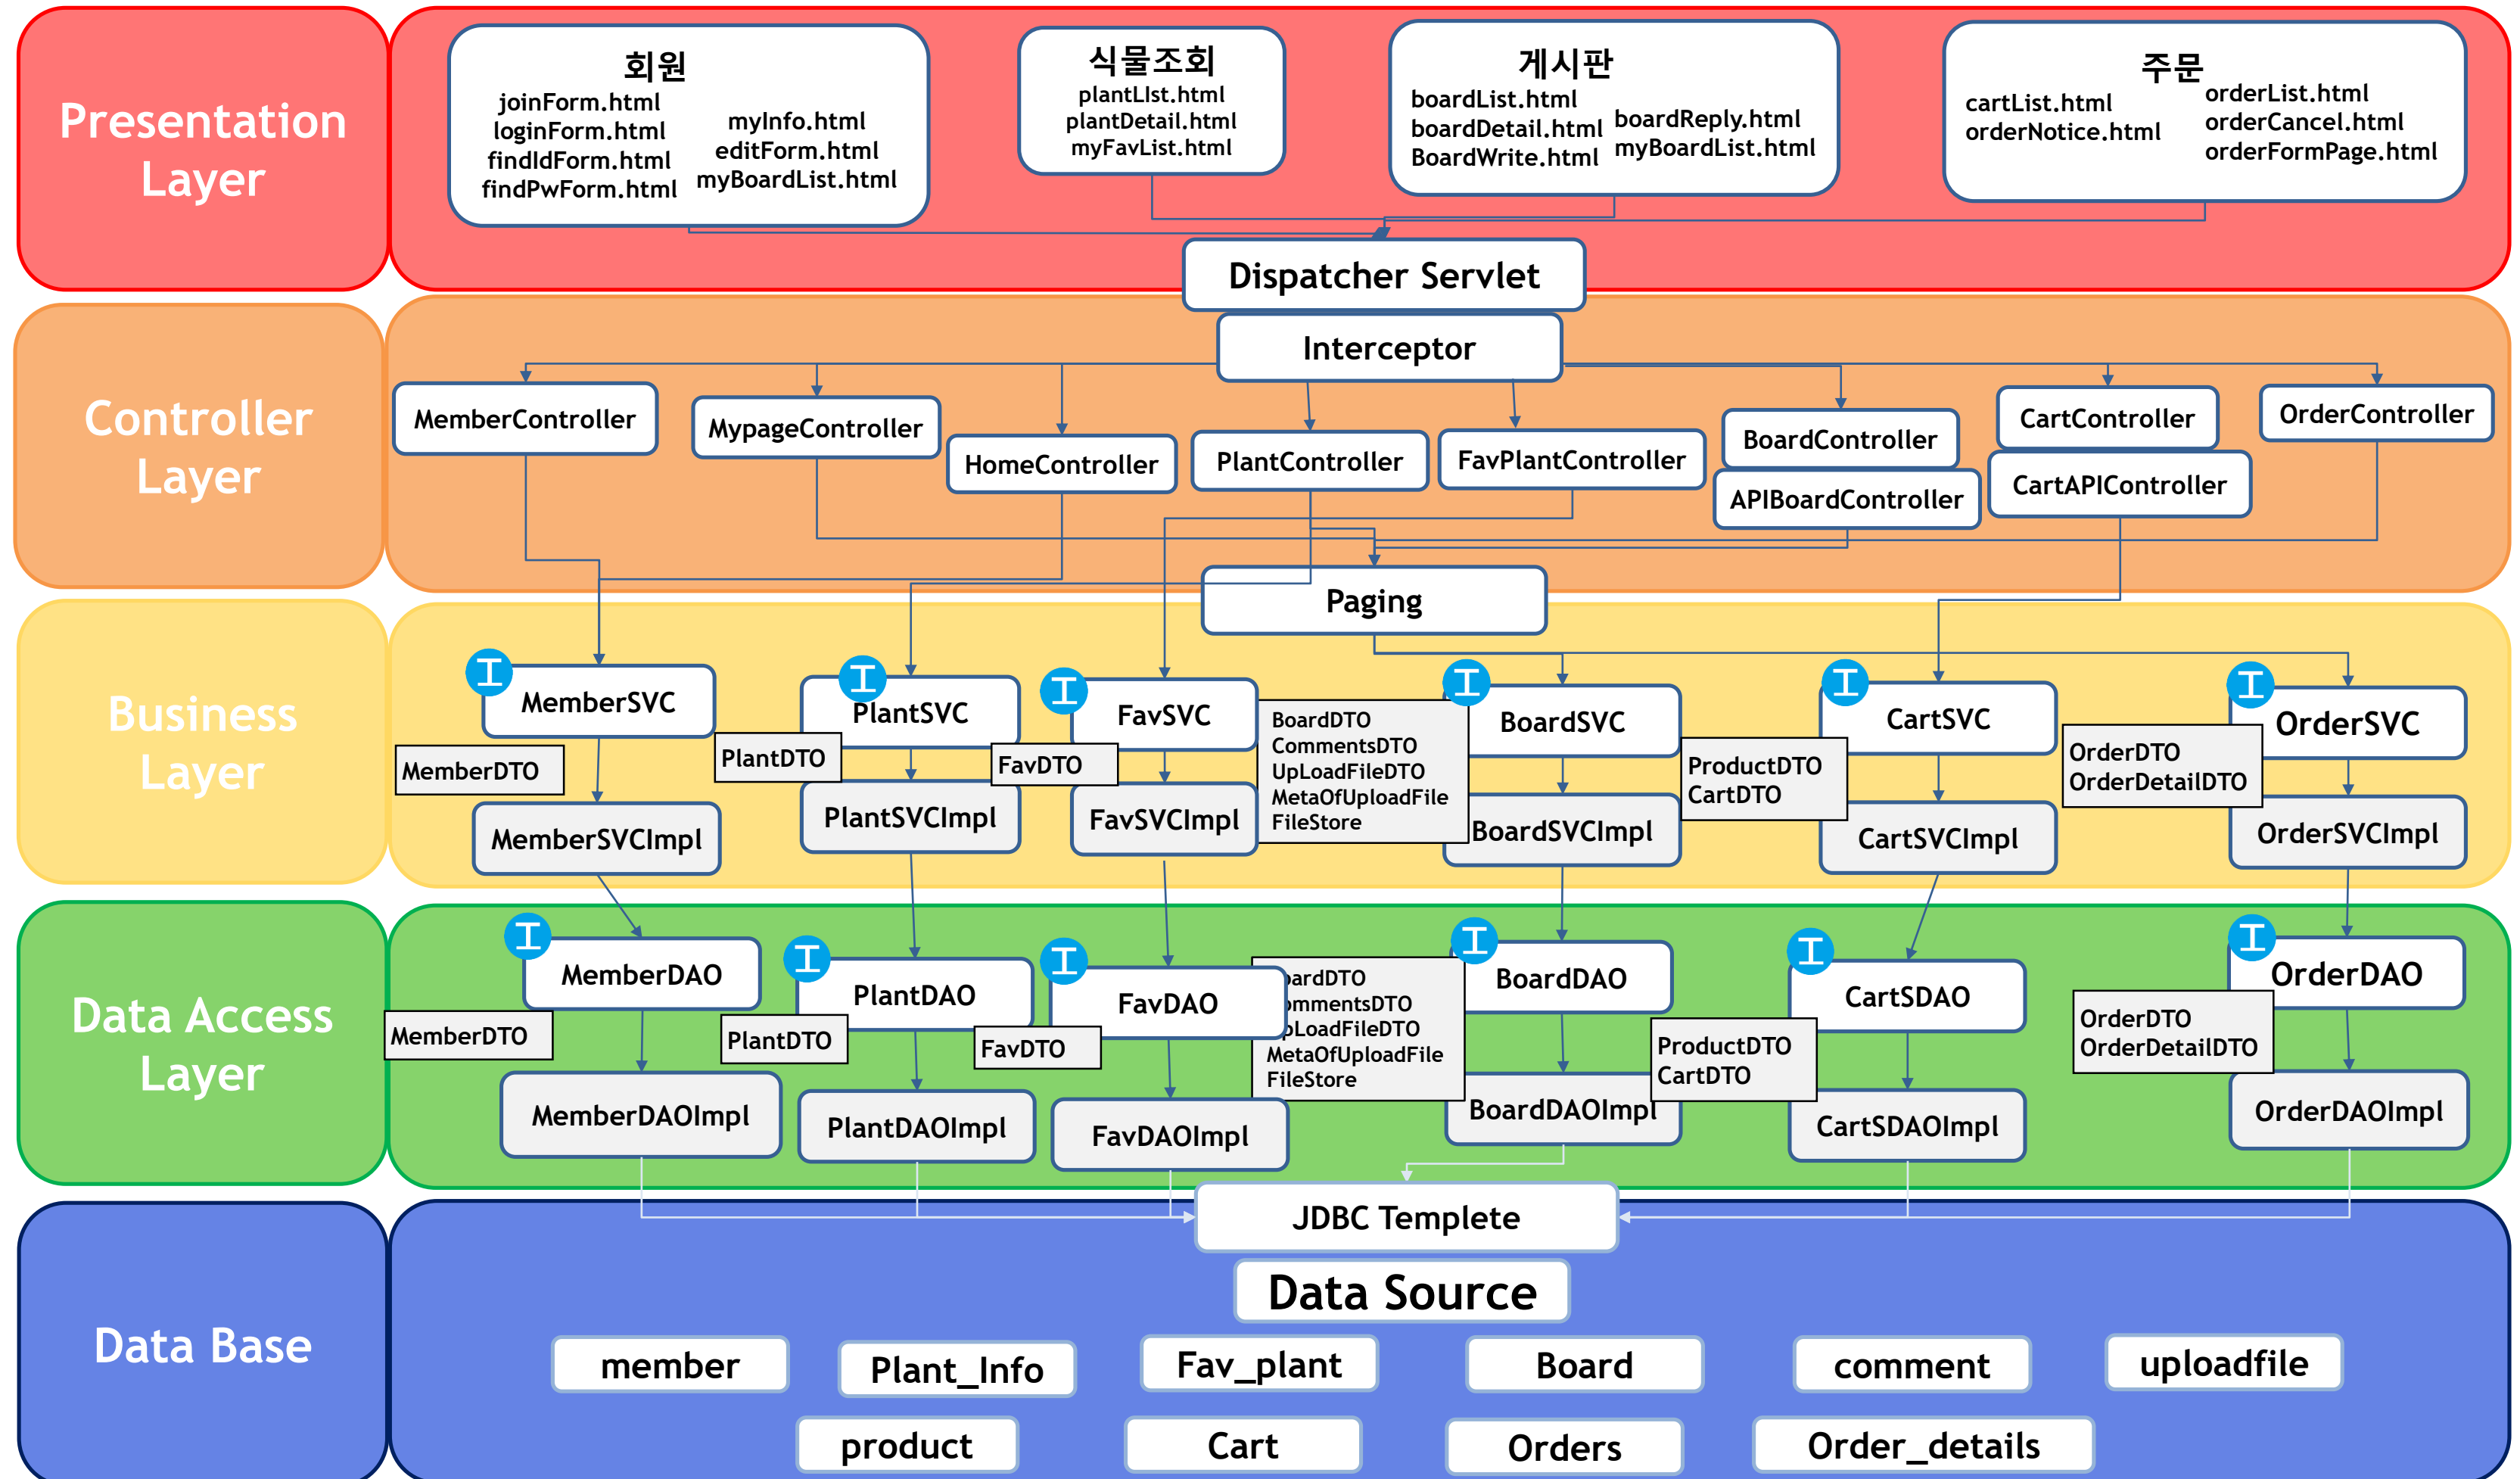 Presentation
Layer
회원
joinForm.html
loginForm.html
findIdForm.html
findPwForm.html
myInfo.html
editForm.html
myBoardList.html
식물조회
plantLIst.html
plantDetail.html
myFavList.html
게시판
boardList.html
boardDetail.html
BoardWrite.html
boardReply.html
myBoardList.html
주문
cartList.html
orderNotice.html
orderList.html
orderCancel.html
orderFormPage.html
Dispatcher Servlet
Controller
Layer
Interceptor
MemberController
MypageController
HomeController
PlantController
FavPlantController
BoardController
APIBoardController
CartController
CartAPIController
OrderController
Paging
Business
Layer
MemberSVC
MemberDTO
MemberSVCImpl
PlantSVC
PlantDTO
PlantSVCImpl
FavSVC
FavDTO
FavSVCImpl
BoardDTO
CommentsDTO
UpLoadFileDTO
MetaOfUploadFile
FileStore
BoardSVC
BoardSVCImpl
ProductDTO
CartDTO
CartSVC
CartSVCImpl
OrderDTO
OrderDetailDTO
OrderSVC
OrderSVCImpl
Data Access
Layer
MemberDAO
MemberDTO
MemberDAOImpl
PlantDAO
PlantDTO
PlantDAOImpl
FavDAO
FavDTO
FavDAOImpl
oardDTO
ommentsDTO
pLoadFileDTO
MetaOfUploadFile
FileStore
BoardDAO
BoardDAOImpl
ProductDTO
CartDTO
CartSDAO
CartSDAOImpl
OrderDTO
OrderDetailDTO
OrderDAO
OrderDAOImpl
JDBC Templete
Data Source
Data Base
member
Plant_Info
Fav_plant
Board
comment
uploadfile
product
Cart
Orders
Order_details